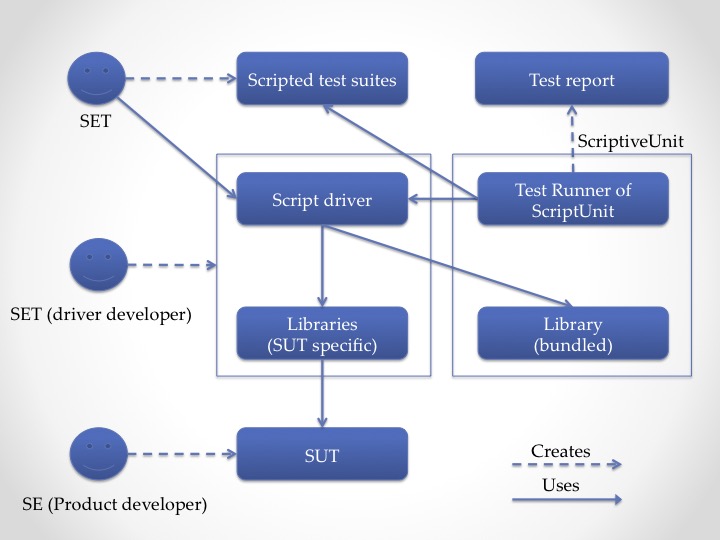 Scripted test suites
Test report
SET
ScriptiveUnit
Script driver
Test Runner of
ScriptUnit
SET (driver developer)
Libraries
(SUT specific)
Library
(bundled)
SUT
Creates
Uses
SE (Product developer)